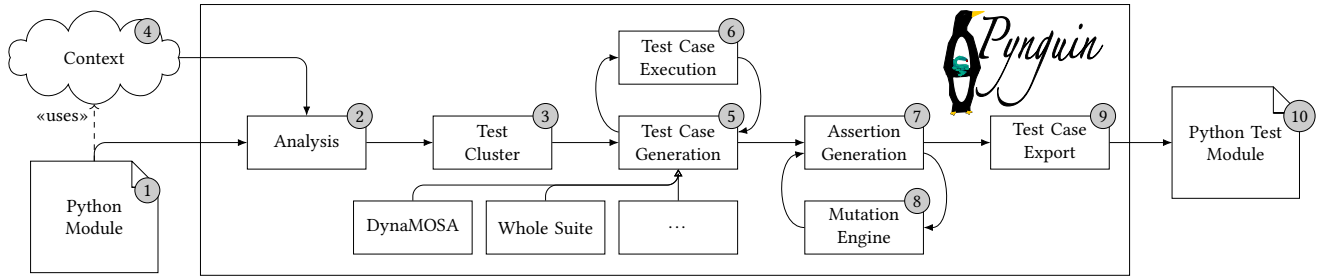 Context
4
«uses»
Python
Module
1
Analysis
2
Test
Cluster
3
Test Case
Execution
6
Test Case
Generation
5
DynaMOSA
Whole Suite
...
Pynguin
Assertion
Generation
7
Mutation
Engine
8
Test Case
Export
9
Python Test
Module
10